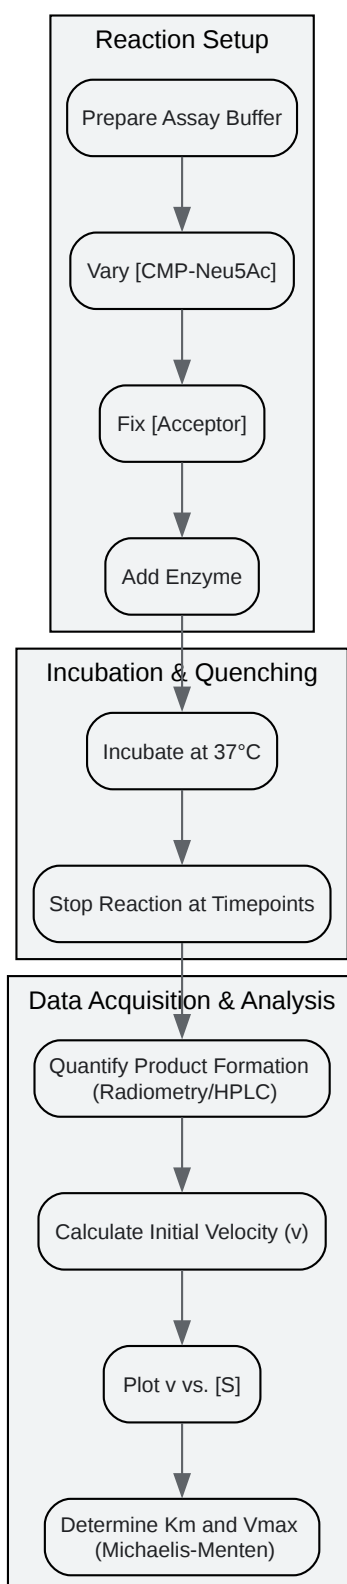 Reaction Setup
Prepare Assay Buffer
Vary [CMP-Neu5Ac]
Fix [Acceptor]
Add Enzyme
Incubation & Quenching
Incubate at 37°C
Stop Reaction at Timepoints
Data Acquisition & Analysis
Quantify Product Formation
(Radiometry/HPLC)
Calculate Initial Velocity (v)
Plot v vs. [S]
Determine Km and Vmax
(Michaelis-Menten)